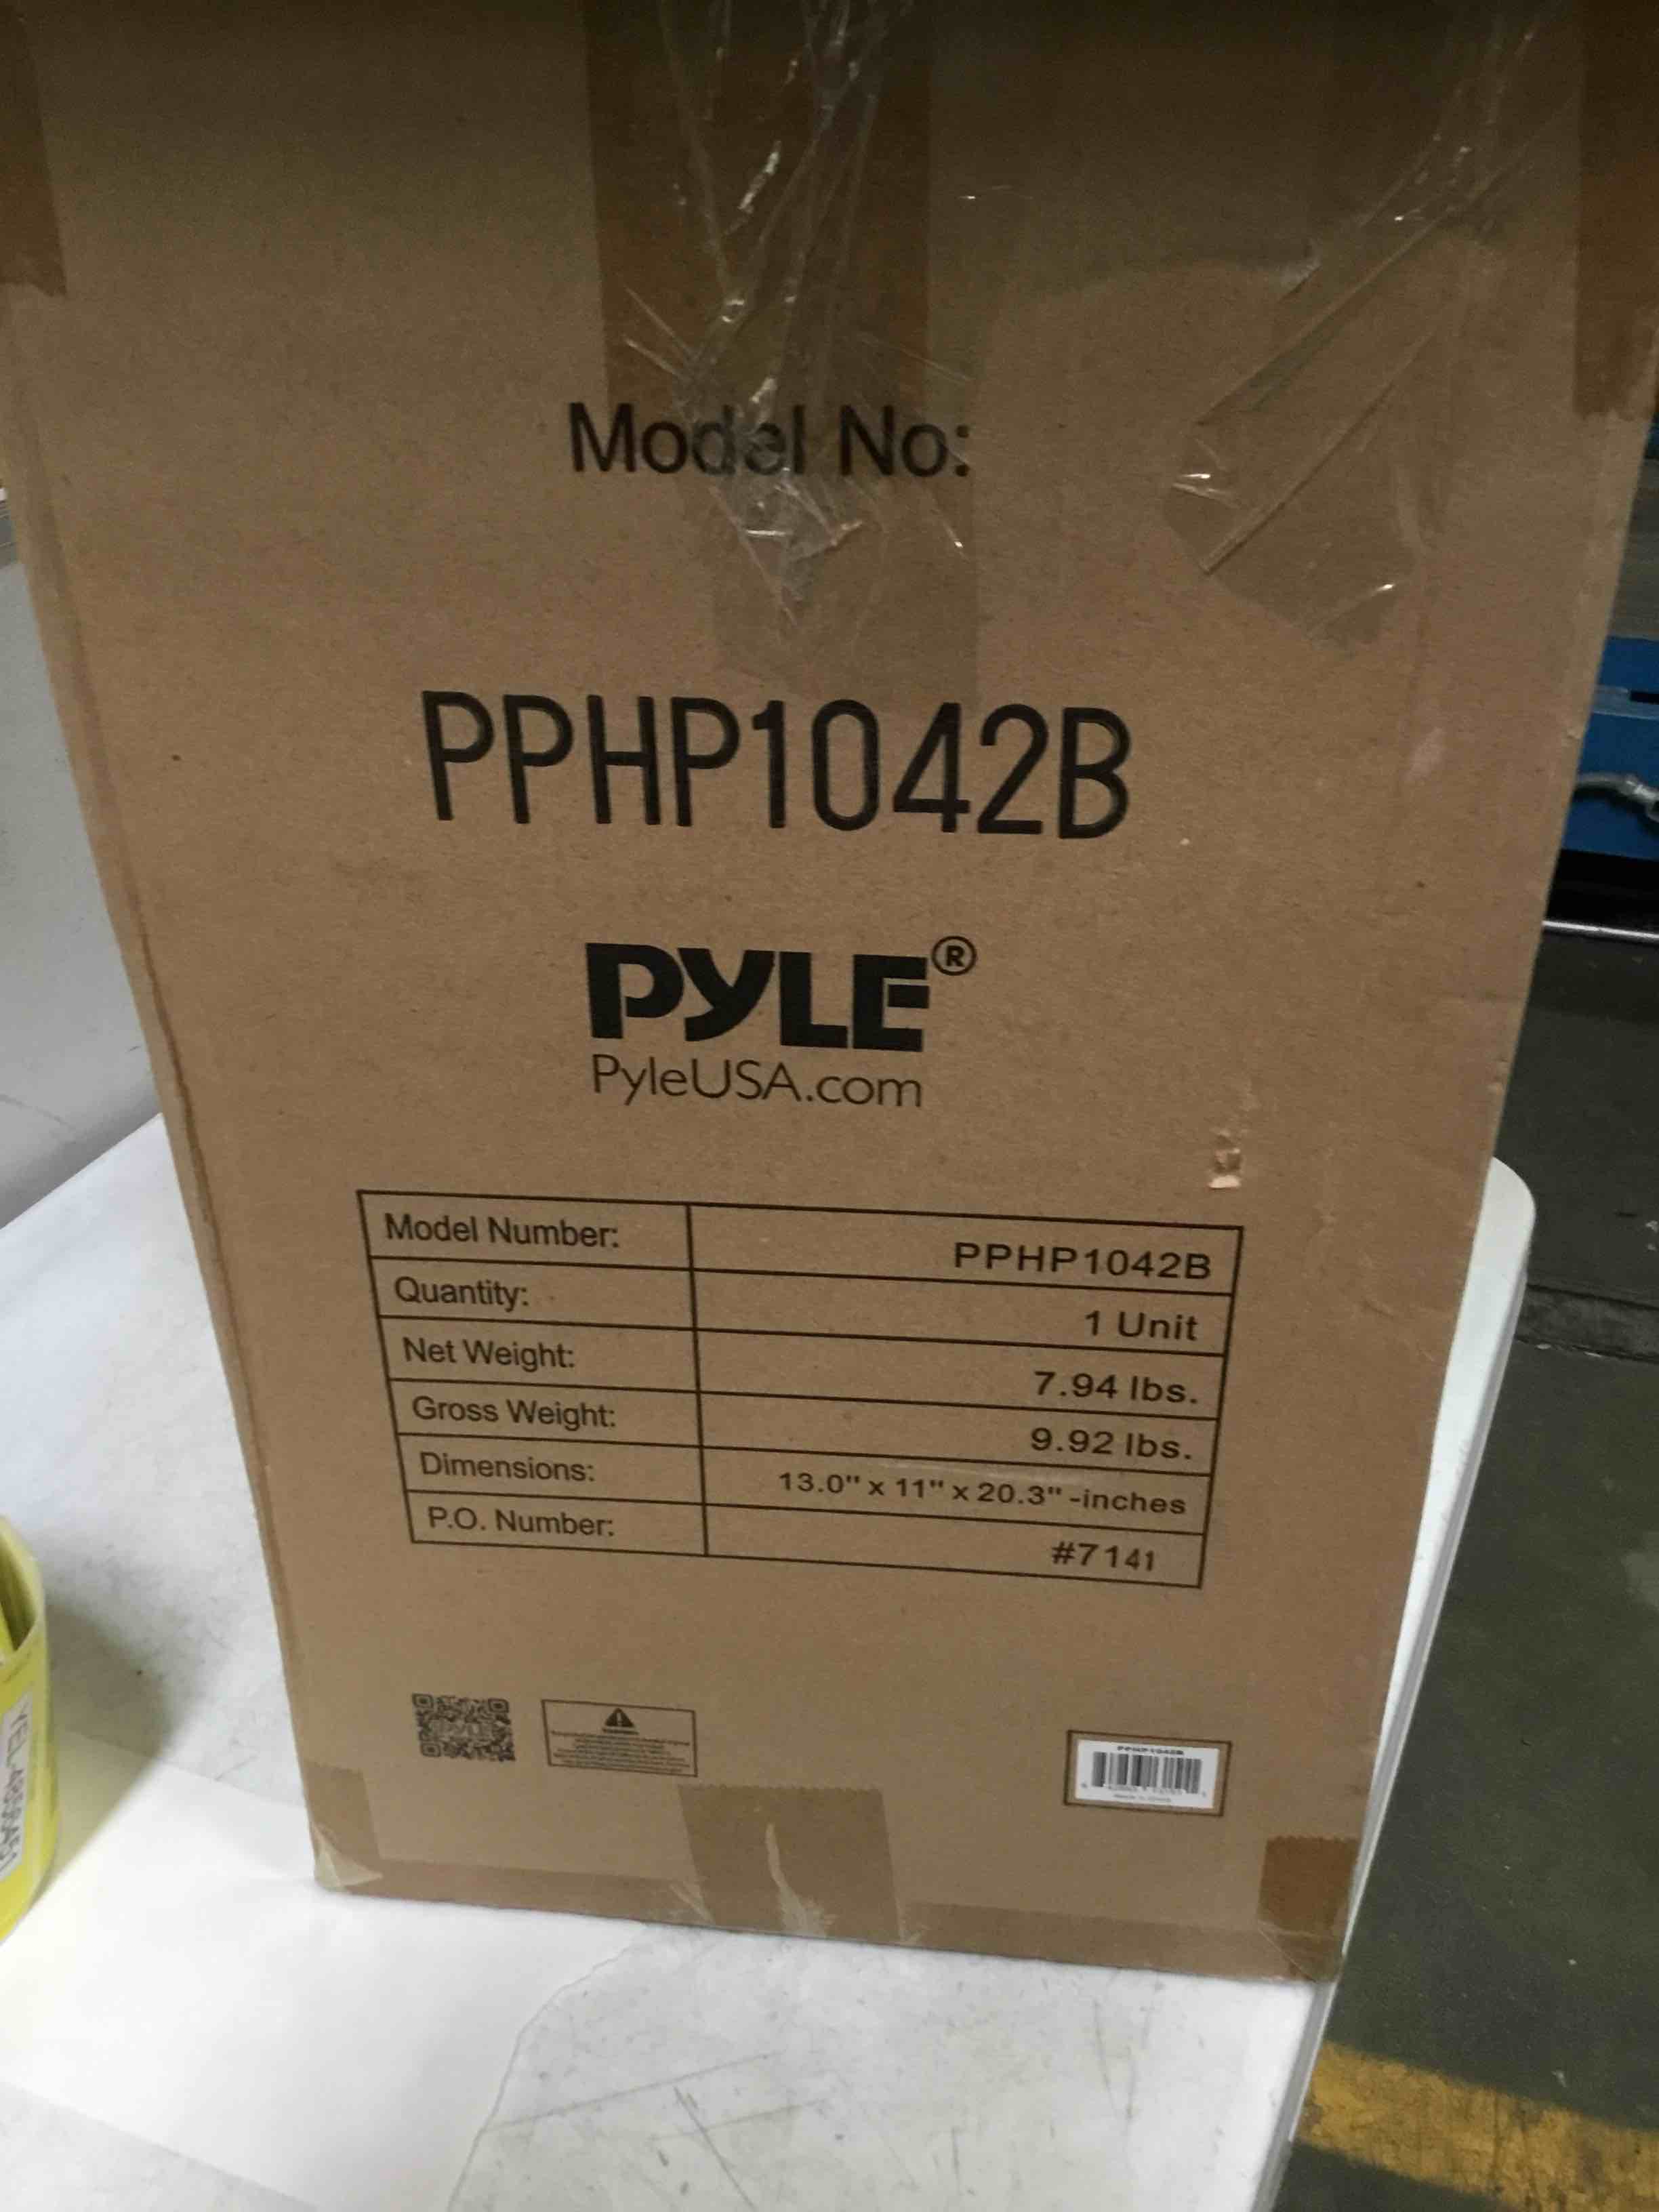 Model No:
PPHP1042B
PYLE®
PyleUSA.com
Model Number: PPHP1042B
Quantity: 1 Unit
Net Weight: 7.94 lbs.
Gross Weight: 9.92 lbs.
Dimensions: 13.0" x 11" x 20.3" -inches
P.O. Number: #7141
PPHP1042B